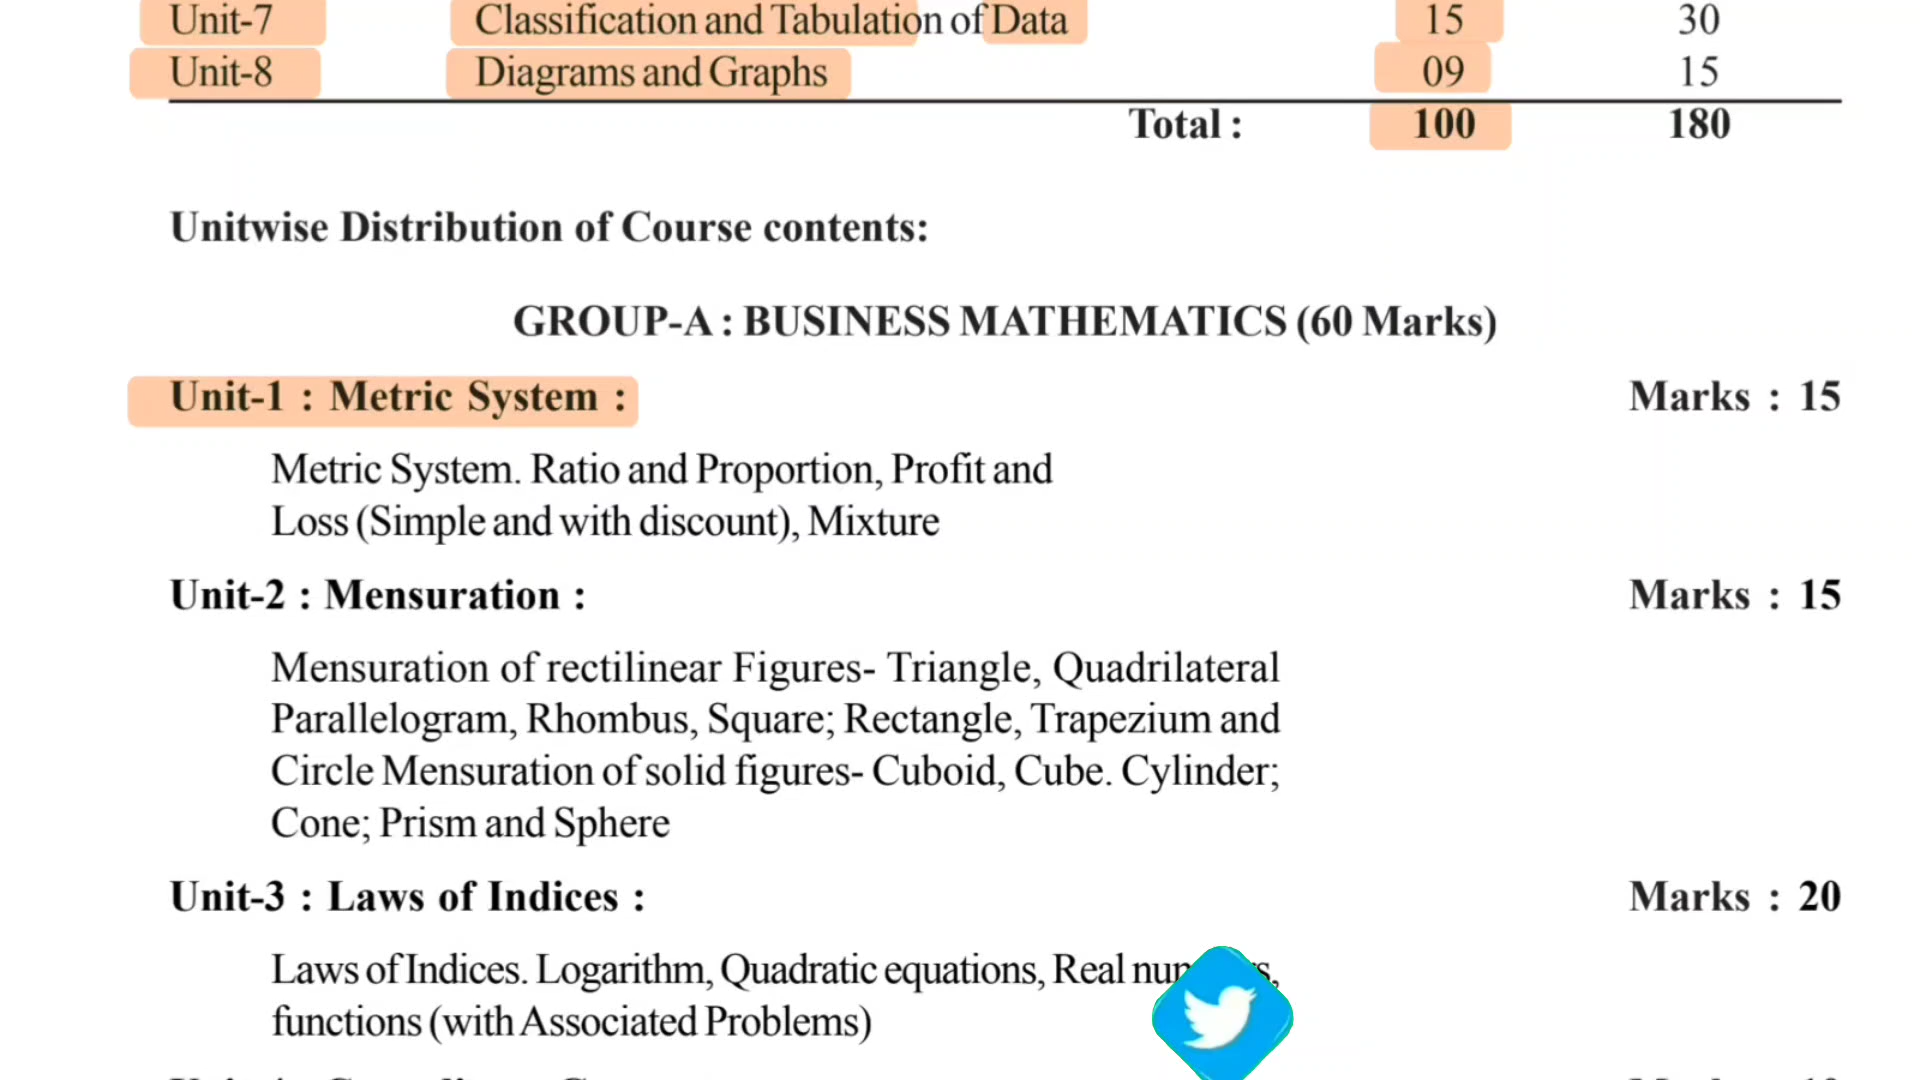 Unit-7 Classification and Tabulation of Data 15 30
Unit-8 Diagrams and Graphs 09 15
Total : 100 180
Unitwise Distribution of Course contents:
GROUP-A : BUSINESS MATHEMATICS (60 Marks)
Unit-1 : Metric System : Marks : 15
Metric System. Ratio and Proportion, Profit and
Loss (Simple and with discount), Mixture
Unit-2 : Mensuration : Marks : 15
Mensuration of rectilinear Figures- Triangle, Quadrilateral
Parallelogram, Rhombus, Square; Rectangle, Trapezium and
Circle Mensuration of solid figures- Cuboid, Cube. Cylinder;
Cone; Prism and Sphere
Unit-3 : Laws of Indices : Marks : 20
Laws of Indices. Logarithm, Quadratic equations, Real
functions (with Associated Problems)